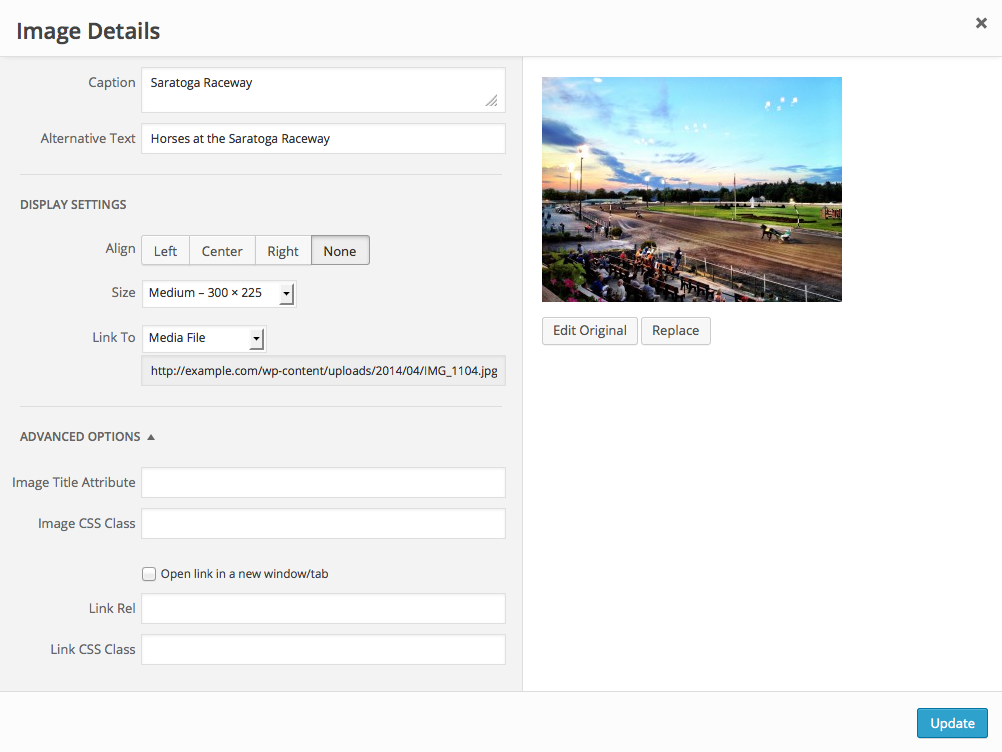 Image Details
Caption Saratoga Raceway
Alternative Text Horses at the Saratoga Raceway
DISPLAY SETTINGS
Align Left Center Right None
Size Medium – 300 × 225
Link To Media File
http://example.com/wp-content/uploads/2014/04/IMG_1104.jpg
Edit Original Replace
ADVANCED OPTIONS
Image Title Attribute
Image CSS Class
Open link in a new window/tab
Link Rel
Link CSS Class
Update